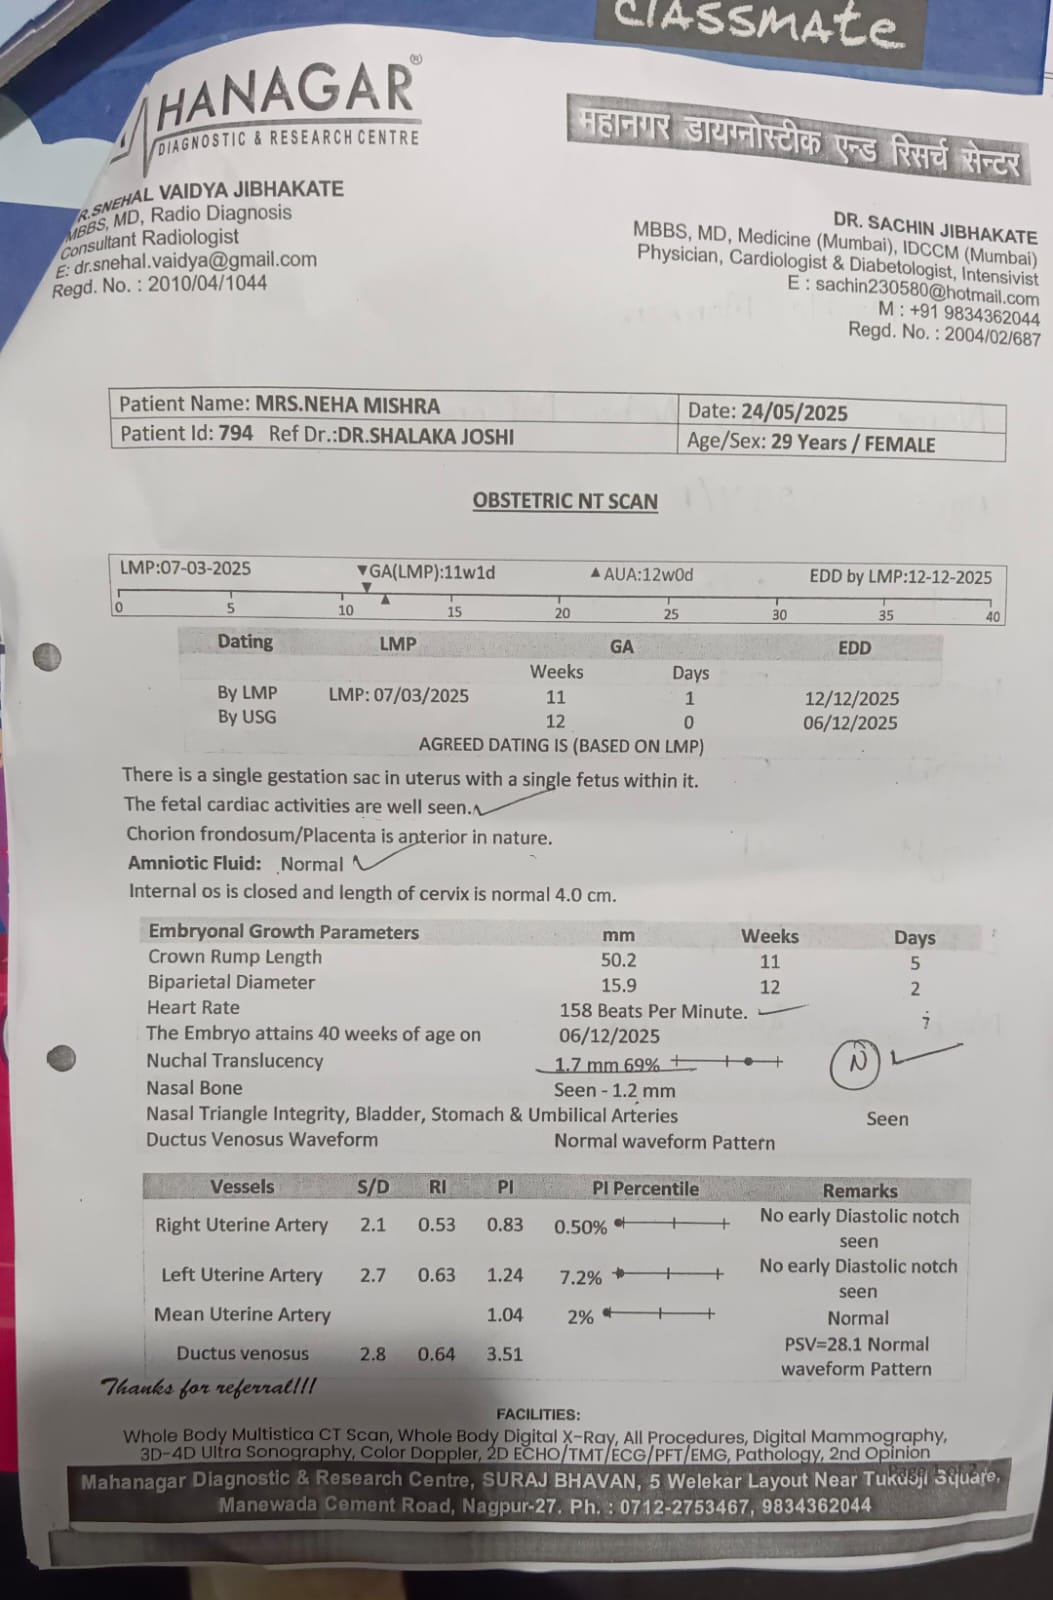 classmate
HANAGAR®
DIAGNOSTIC & RESEARCH CENTRE
महानगर डायग्नोस्टीक एन्ड रिसर्च सेन्टर
R.SNEHAL VAIDYA JIBHAKATE
MBBS, MD, Radio Diagnosis
Consultant Radiologist
E: dr.snehal.vaidya@gmail.com
Regd. No. : 2010/04/1044
DR. SACHIN JIBHAKATE
MBBS, MD, Medicine (Mumbai), IDCCM (Mumbai)
Physician, Cardiologist & Diabetologist, Intensivist
E : sachin230580@hotmail.com
M : +91 9834362044
Regd. No. : 2004/02/687
Patient Name: MRS.NEHA MISHRA Date: 24/05/2025
Patient Id: 794 Ref Dr.:DR.SHALAKA JOSHI Age/Sex: 29 Years / FEMALE
OBSTETRIC NT SCAN
LMP:07-03-2025 ▼GA(LMP):11w1d ▲AUA:12w0d EDD by LMP:12-12-2025
0 5 10 15 20 25 30 35 40
Dating LMP GA EDD
Weeks Days
By LMP LMP: 07/03/2025 11 1 12/12/2025
By USG 12 0 06/12/2025
AGREED DATING IS (BASED ON LMP)
There is a single gestation sac in uterus with a single fetus within it.
The fetal cardiac activities are well seen.
Chorion frondosum/Placenta is anterior in nature.
Amniotic Fluid: Normal
Internal os is closed and length of cervix is normal 4.0 cm.
Embryonal Growth Parameters mm Weeks Days
Crown Rump Length 50.2 11 5
Biparietal Diameter 15.9 12 2
Heart Rate 158 Beats Per Minute.
The Embryo attains 40 weeks of age on 06/12/2025
Nuchal Translucency 1.7 mm 69% N
Nasal Bone Seen - 1.2 mm
Nasal Triangle Integrity, Bladder, Stomach & Umbilical Arteries Seen
Ductus Venosus Waveform Normal waveform Pattern
Vessels S/D RI PI PI Percentile Remarks
Right Uterine Artery 2.1 0.53 0.83 0.50% No early Diastolic notch
seen
Left Uterine Artery 2.7 0.63 1.24 7.2% No early Diastolic notch
seen
Mean Uterine Artery 1.04 2% Normal
Ductus venosus 2.8 0.64 3.51 PSV=28.1 Normal
waveform Pattern
Thanks for referral!!!
FACILITIES:
Whole Body Multistica CT Scan, Whole Body Digital X-Ray, All Procedures, Digital Mammography,
3D-4D Ultra Sonography, Color Doppler, 2D ECHO/TMT/ECG/PFT/EMG, Pathology, 2nd Opinion
Mahanagar Diagnostic & Research Centre, SURAJ BHAVAN, 5 Welekar Layout Near Tukdoji Square,
Manewada Cement Road, Nagpur-27. Ph. : 0712-2753467, 9834362044